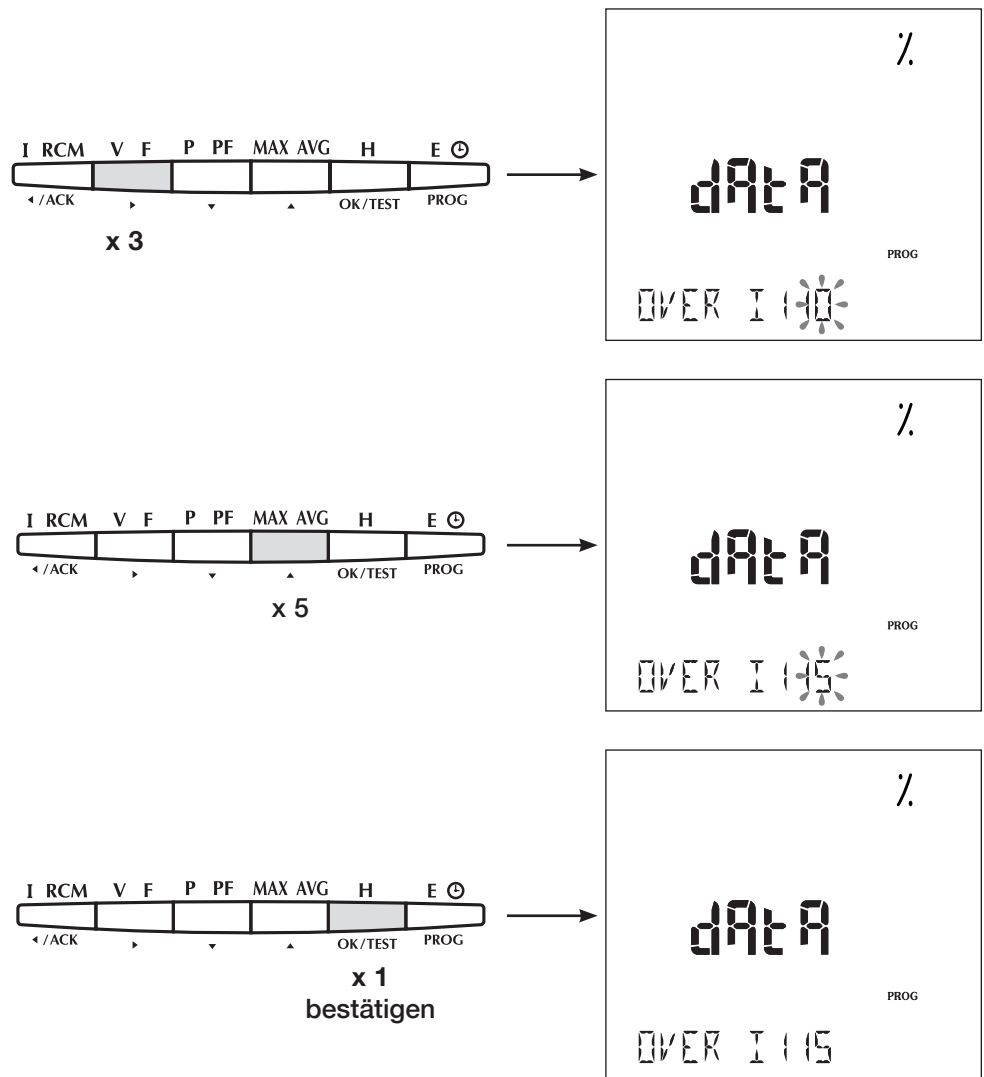 %
dAtA
PROG
OVER I 110
I RCM V F P PF MAX AVG H E
◂ /ACK ▸ ▾ ▴ OK/TEST PROG
x 3
%
dAtA
PROG
OVER I 115
I RCM V F P PF MAX AVG H E
◂ /ACK ▸ ▾ ▴ OK/TEST PROG
x 5
%
dAtA
PROG
OVER I 115
I RCM V F P PF MAX AVG H E
◂ /ACK ▸ ▾ ▴ OK/TEST PROG
x 1
bestätigen